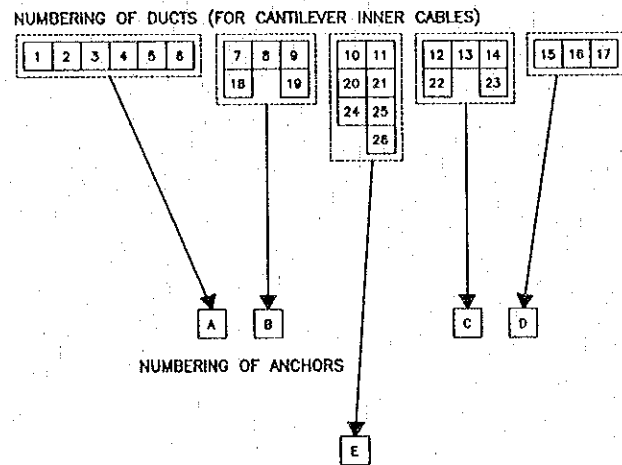 NUMBERING OF DUCTS (FOR CANTILEVER INNER CABLES)
1 2 3 4 5 6
7 8 9
18 19
10 11
20 21
24 25
26
12 13 14
22 23
15 16 17
A B C D
NUMBERING OF ANCHORS
E